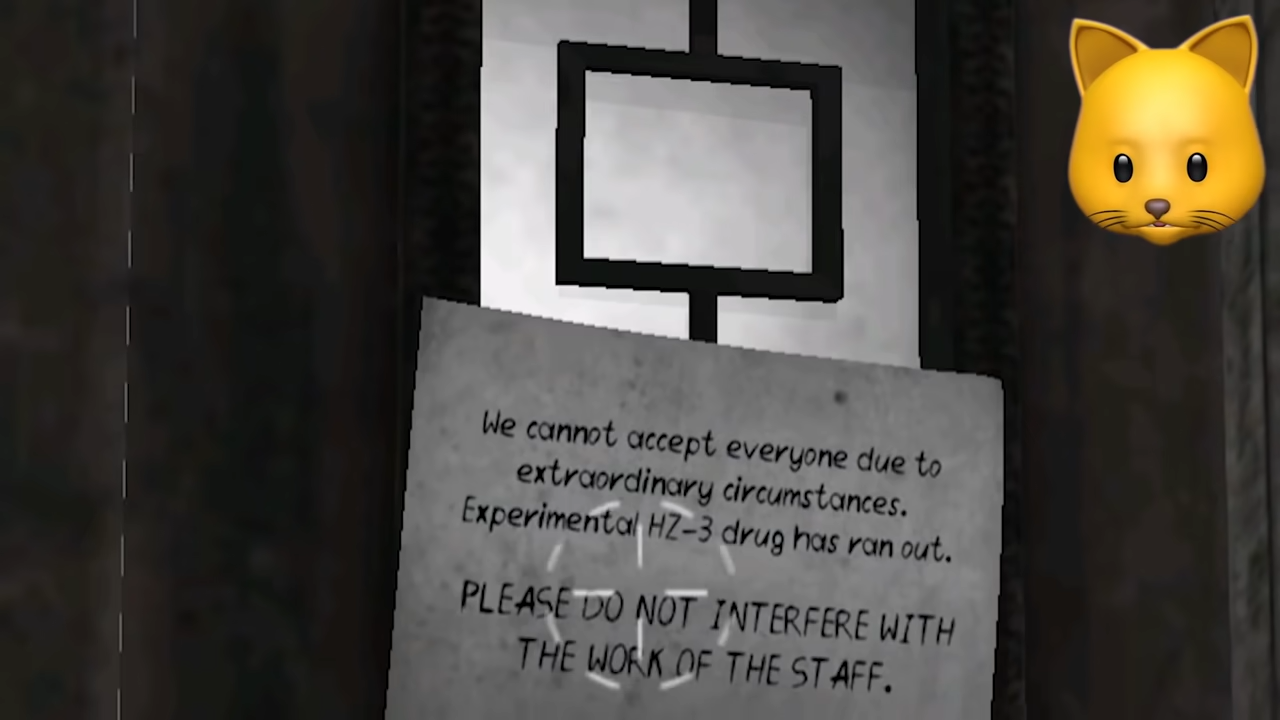 We cannot accept everyone due to
extraordinary circumstances.
Experimental HZ-3 drug has ran out.
PLEASE DO NOT INTERFERE WITH
THE WORK OF THE STAFF.